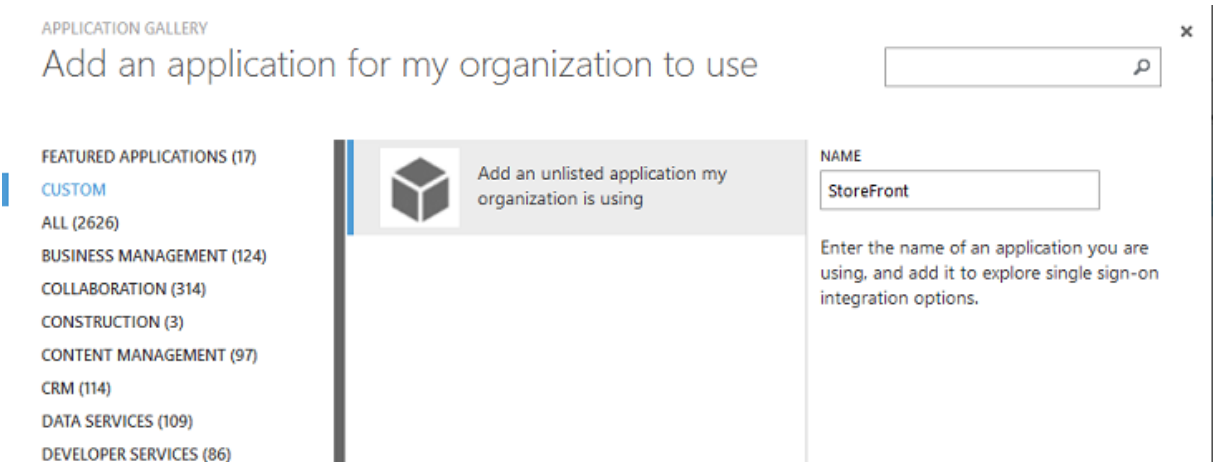 APPLICATION GALLERY
Add an application for my organization to use
FEATURED APPLICATIONS (17)
CUSTOM
ALL (2626)
BUSINESS MANAGEMENT (124)
COLLABORATION (314)
CONSTRUCTION (3)
CONTENT MANAGEMENT (97)
CRM (114)
DATA SERVICES (109)
DEVELOPER SERVICES (86)
Add an unlisted application my
organization is using
NAME
StoreFront
Enter the name of an application you are
using, and add it to explore single sign-on
integration options.